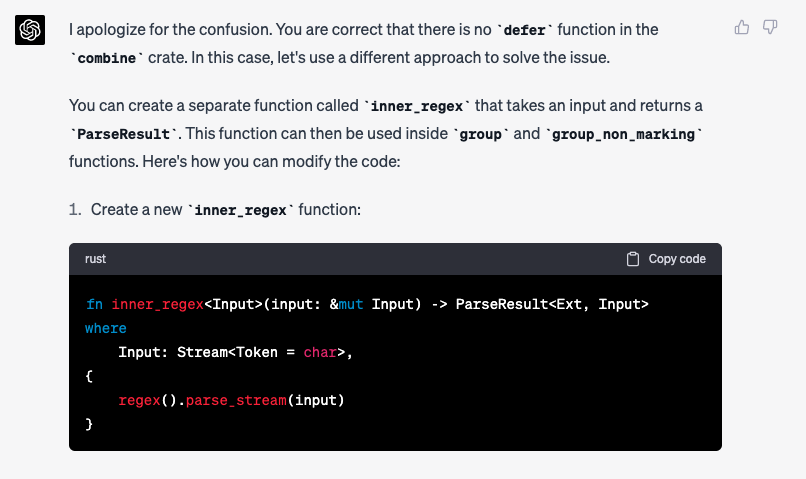 I apologize for the confusion. You are correct that there is no `defer` function in the
`combine` crate. In this case, let's use a different approach to solve the issue.
You can create a separate function called `inner_regex` that takes an input and returns a
`ParseResult`. This function can then be used inside `group` and `group_non_marking`
functions. Here's how you can modify the code:
1. Create a new `inner_regex` function:
rust Copy code
fn inner_regex<Input>(input: &mut Input) -> ParseResult<Ext, Input>
where
    Input: Stream<Token = char>,
{
    regex().parse_stream(input)
}